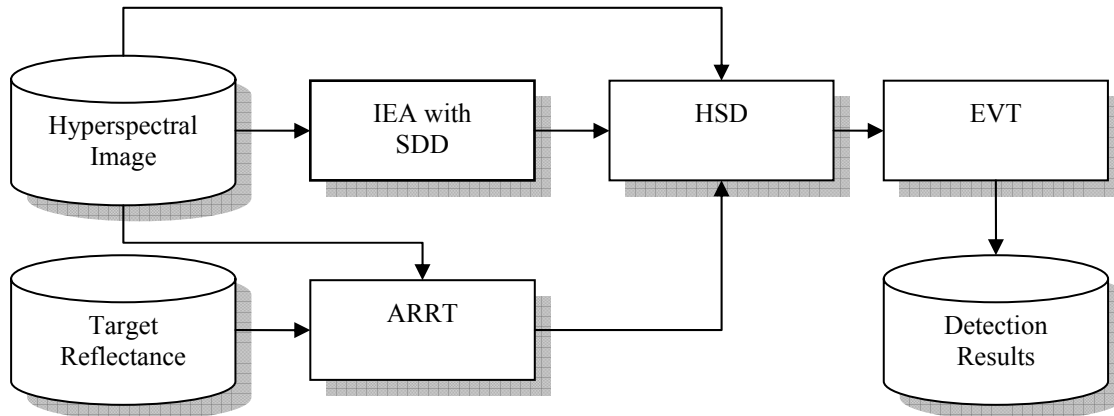 Hyperspectral
Image
IEA with
SDD
HSD
EVT
Target
Reflectance
ARRT
Detection
Results